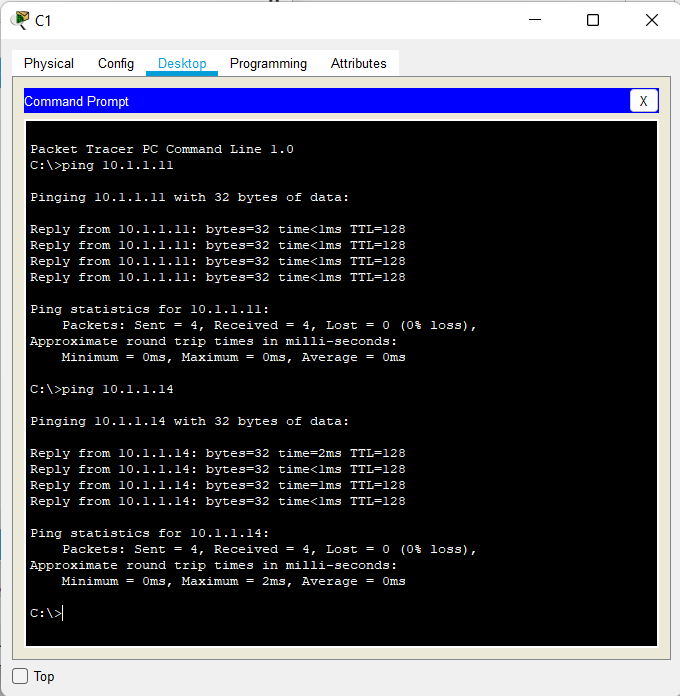 C1
Physical Config Desktop Programming Attributes
Command Prompt X
Packet Tracer PC Command Line 1.0
C:\>ping 10.1.1.11
Pinging 10.1.1.11 with 32 bytes of data:
Reply from 10.1.1.11: bytes=32 time<1ms TTL=128
Reply from 10.1.1.11: bytes=32 time<1ms TTL=128
Reply from 10.1.1.11: bytes=32 time<1ms TTL=128
Reply from 10.1.1.11: bytes=32 time<1ms TTL=128
Ping statistics for 10.1.1.11:
Packets: Sent = 4, Received = 4, Lost = 0 (0% loss),
Approximate round trip times in milli-seconds:
Minimum = 0ms, Maximum = 0ms, Average = 0ms
C:\>ping 10.1.1.14
Pinging 10.1.1.14 with 32 bytes of data:
Reply from 10.1.1.14: bytes=32 time=2ms TTL=128
Reply from 10.1.1.14: bytes=32 time<1ms TTL=128
Reply from 10.1.1.14: bytes=32 time=1ms TTL=128
Reply from 10.1.1.14: bytes=32 time<1ms TTL=128
Ping statistics for 10.1.1.14:
Packets: Sent = 4, Received = 4, Lost = 0 (0% loss),
Approximate round trip times in milli-seconds:
Minimum = 0ms, Maximum = 2ms, Average = 0ms
C:\>
Top